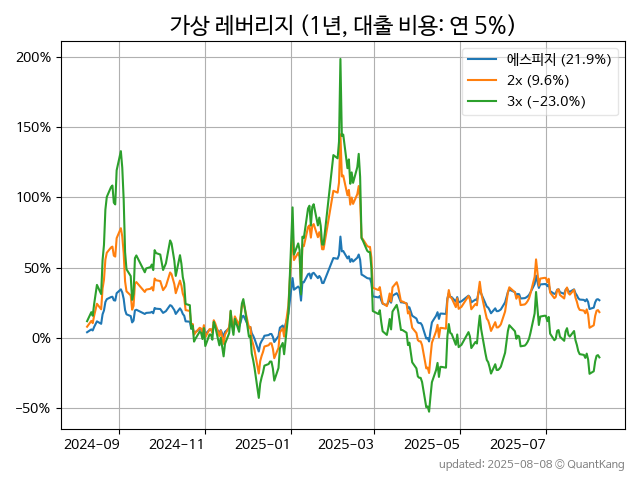 가상 레버리지 (1년, 대출 비용: 연 5%)
에스피지 (21.9%)
2x (9.6%)
3x (−23.0%)
200%
150%
100%
50%
0%
−50%
2024-09 2024-11 2025-01 2025-03 2025-05 2025-07
updated: 2025-08-08 © QuantKang